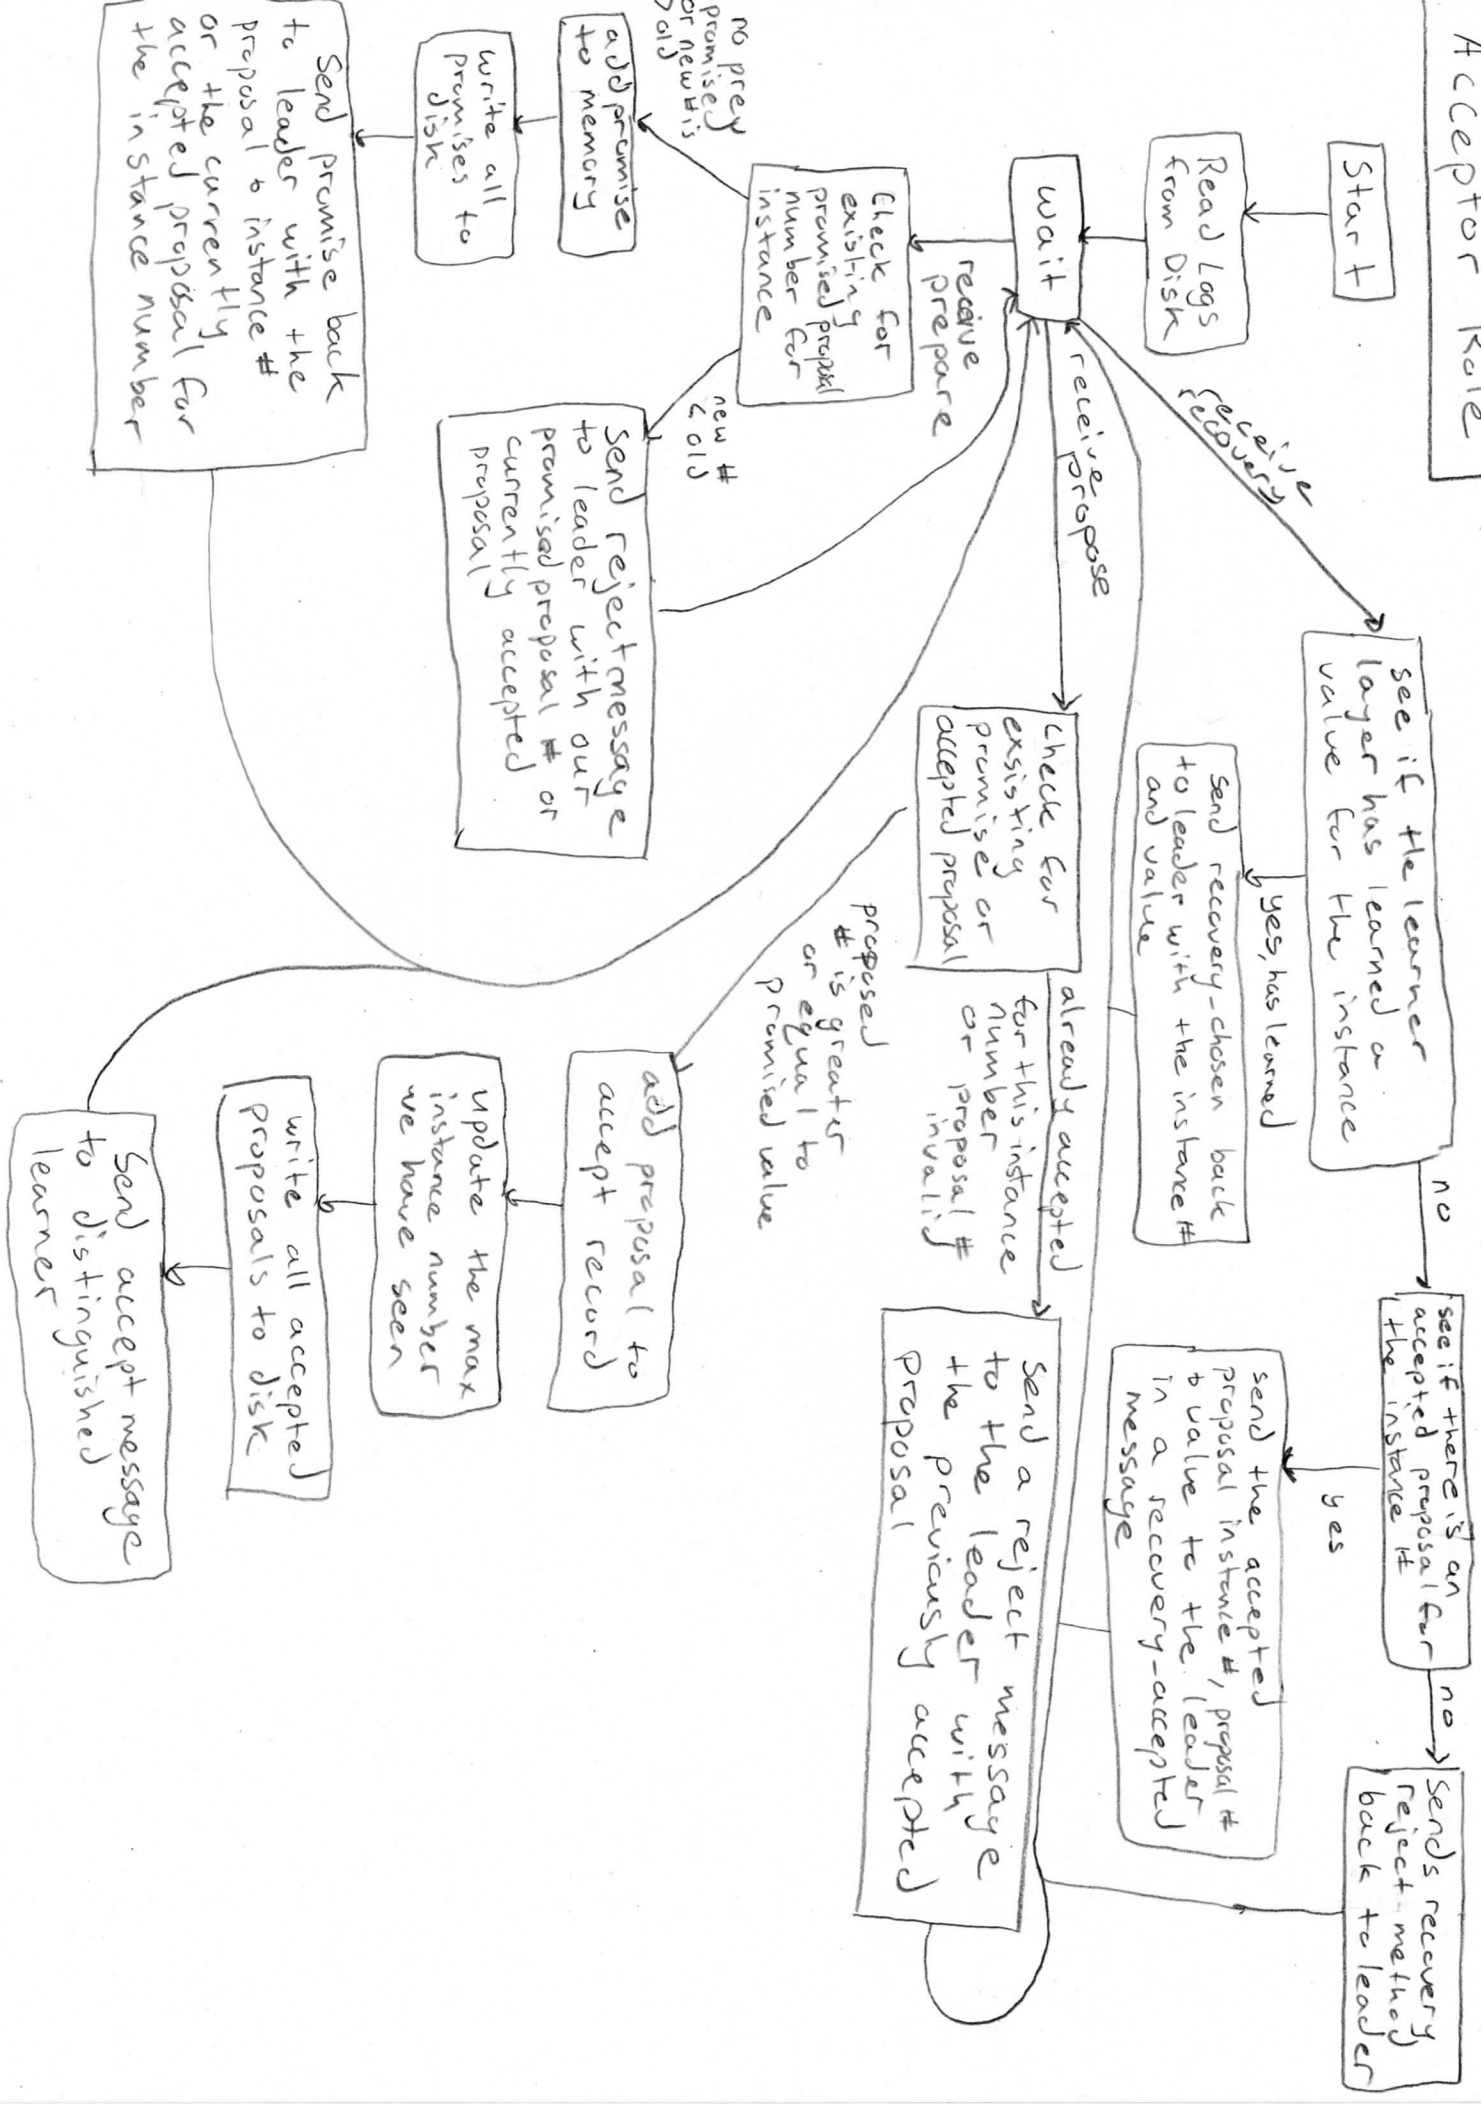 Acceptor Role
Start
Read Logs
from Disk
wait
receive
prepare
receive propose
receive
recovery
Check for
existing
promised proposal
number for
instance
no prev
promised
or new # is
> old
add promise
to memory
write all
promises to
disk
Send promise back
to leader with the
proposal & instance #
or the currently
accepted proposal for
the instance number
new #
< old
Send reject message
to leader with our
promised proposal # or
currently accepted
proposal
Check for
exsisting
promise or
accepted proposal
already accepted
for this instance
number
or proposal #
invalid
Send a reject message
to the leader with
the previously accepted
proposal
proposed
# is greater
or equal to
promised value
add proposal to
accept record
update the max
instance number
we have seen
write all accepted
proposals to disk
Send accept message
to distinguished
learner
see if the learner
layer has learned a
value for the instance
yes, has learned
send recovery-chosen back
to leader with the instance #
and value
no
see if there is an
accepted proposal for
the instance #
yes
send the accepted
proposal instance #, proposal #
& value to the leader
in a recovery-accepted
message
no
Sends recovery
reject method
back to leader